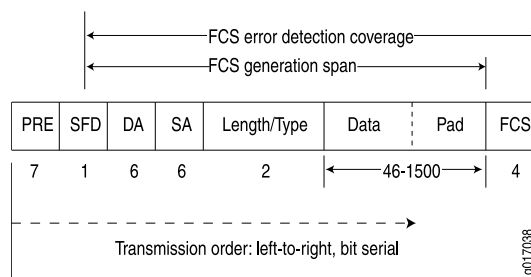 FCS error detection coverage
FCS generation span
PRE SFD DA SA Length/Type Data Pad FCS
7 1 6 6 2 46-1500 4
Transmission order: left-to-right, bit serial
g017038